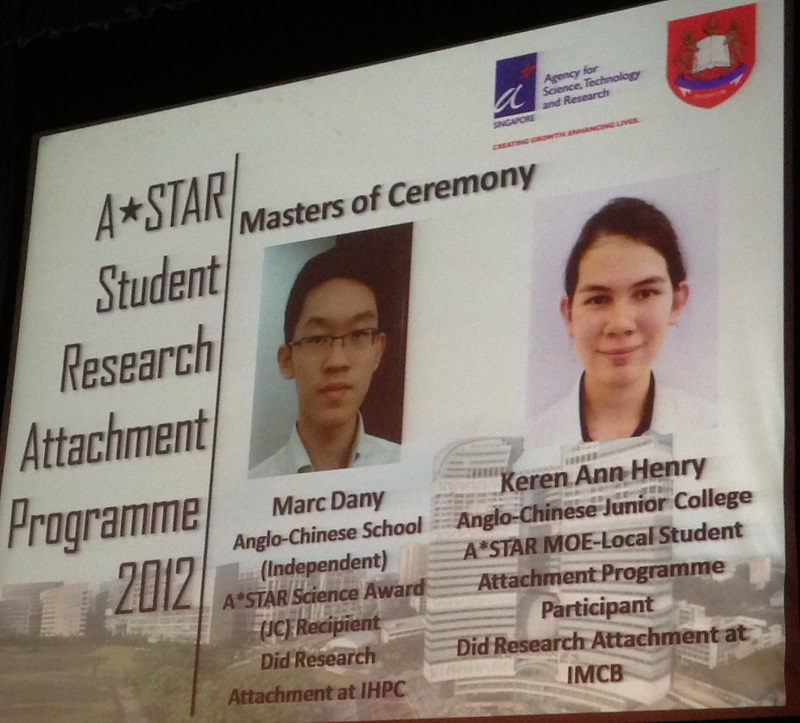 Agency for
Science, Technology
and Research
SINGAPORE
CREATING GROWTH. ENHANCING LIVES.
A★STAR
Student
Research
Attachment
Programme
2012
Masters of Ceremony
Marc Dany
Anglo-Chinese School
(Independent)
A*STAR Science Award
(JC) Recipient
Did Research
Attachment at IHPC
Keren Ann Henry
Anglo-Chinese Junior College
A*STAR MOE-Local Student
Attachment Programme
Participant
Did Research Attachment at
IMCB